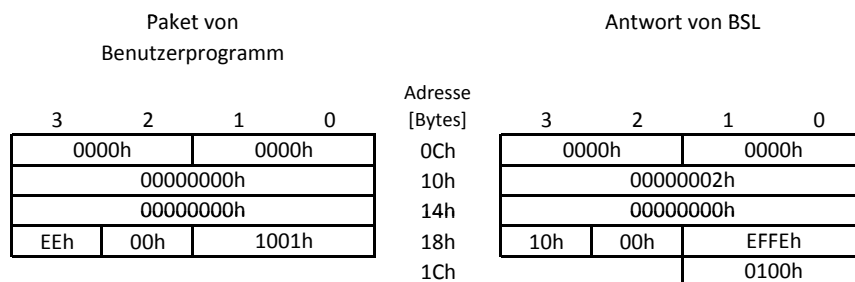 Paket von
Benutzerprogramm
Antwort von BSL
Adresse
[Bytes]
3 2 1 0 3 2 1 0
0000h 0000h 0Ch 0000h 0000h
00000000h 10h 00000002h
00000000h 14h 00000000h
EEh 00h 1001h 18h 10h 00h EFFEh
1Ch 0100h